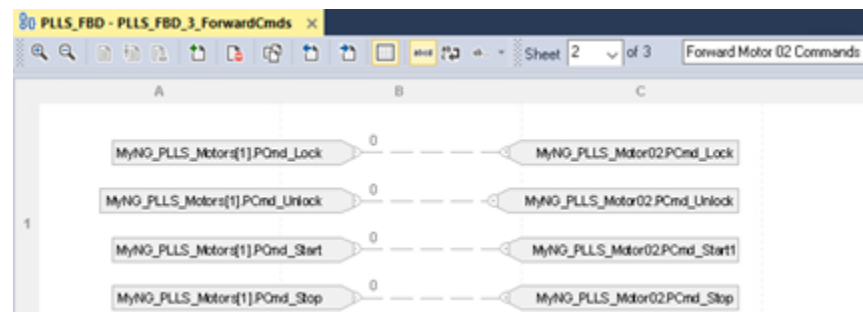 PLLS_FBD - PLLS_FBD_3_ForwardCmds
Sheet 2 of 3 Forward Motor 02 Commands
A B C
0
MyNG_PLLS_Motors[1].PCmd_Lock MyNG_PLLS_Motor02.PCmd_Lock
0
MyNG_PLLS_Motors[1].PCmd_Unlock MyNG_PLLS_Motor02.PCmd_Unlock
1
0
MyNG_PLLS_Motors[1].PCmd_Start MyNG_PLLS_Motor02.PCmd_Start1
0
MyNG_PLLS_Motors[1].PCmd_Stop MyNG_PLLS_Motor02.PCmd_Stop